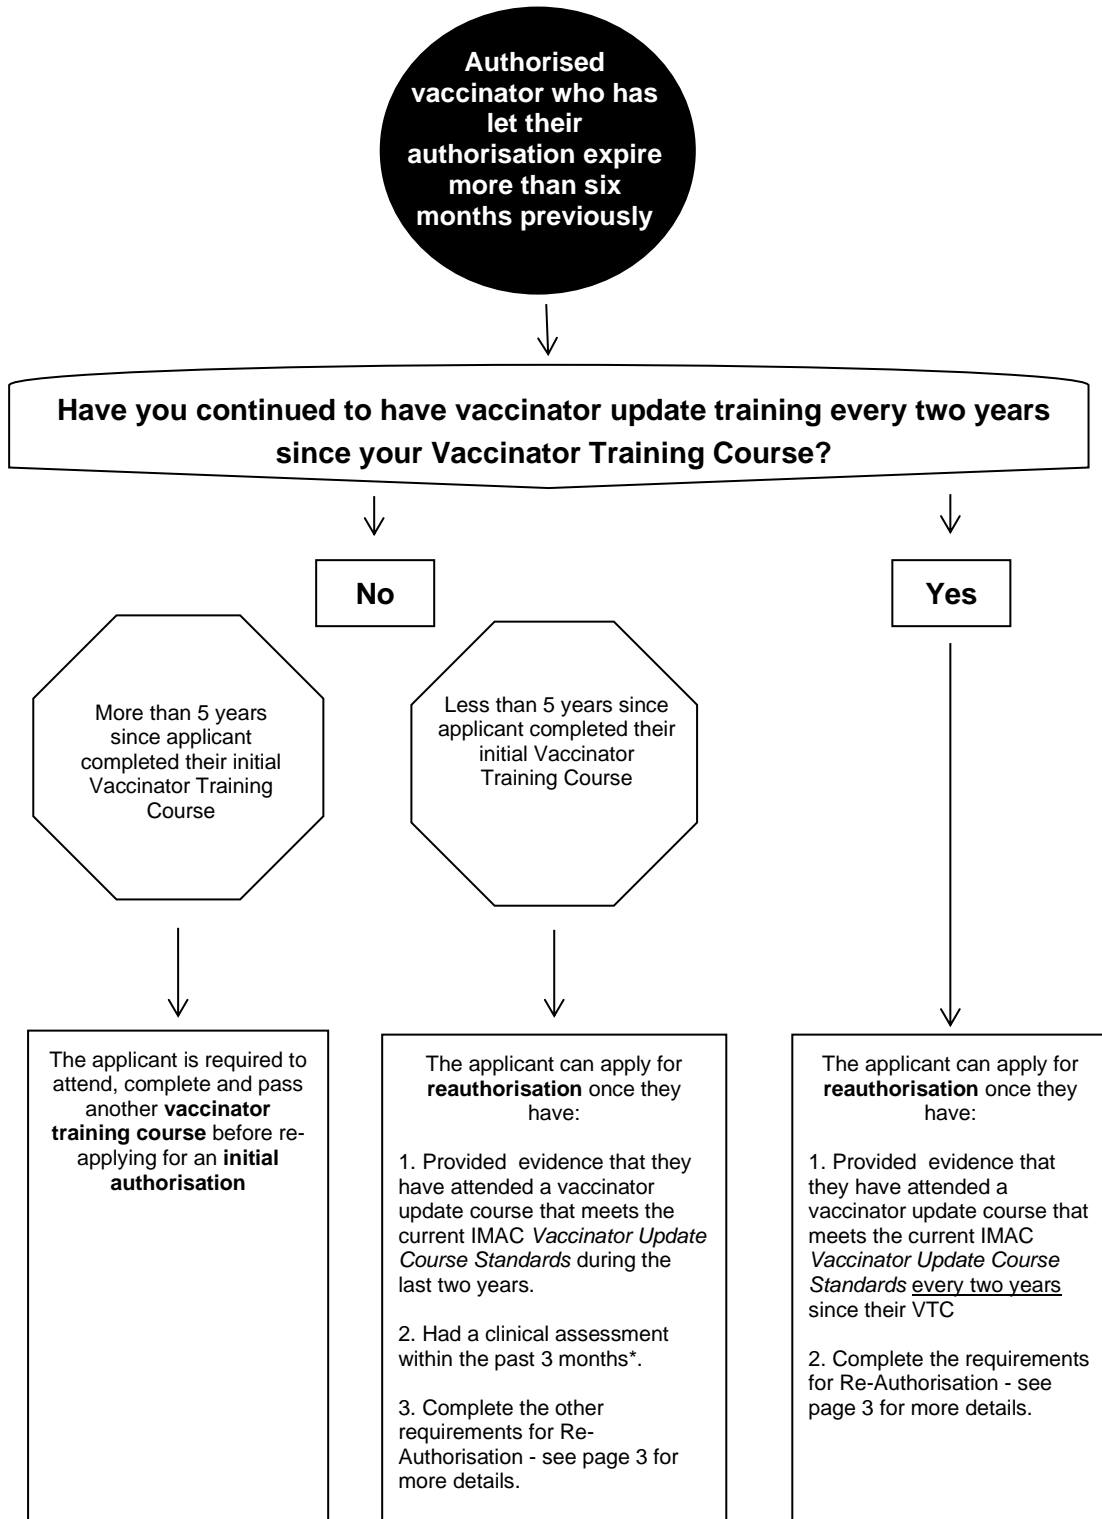 Authorised
vaccinator who has
let their
authorisation expire
more than six
months previously
Have you continued to have vaccinator update training every two years
since your Vaccinator Training Course?
No
Yes
More than 5 years
since applicant
completed their initial
Vaccinator Training
Course
Less than 5 years since
applicant completed their
initial Vaccinator
Training Course
The applicant is required to
attend, complete and pass
another vaccinator
training course before re-
applying for an initial
authorisation
The applicant can apply for
reauthorisation once they
have:
1. Provided  evidence that they
have attended a vaccinator
update course that meets the
current IMAC Vaccinator Update
Course Standards during the
last two years.
2. Had a clinical assessment
within the past 3 months*.
3. Complete the other
requirements for Re-
Authorisation - see page 3 for
more details.
The applicant can apply for
reauthorisation once they
have:
1. Provided  evidence that
they have attended a
vaccinator update course that
meets the current IMAC
Vaccinator Update Course
Standards every two years
since their VTC
2. Complete the requirements
for Re-Authorisation - see
page 3 for more details.